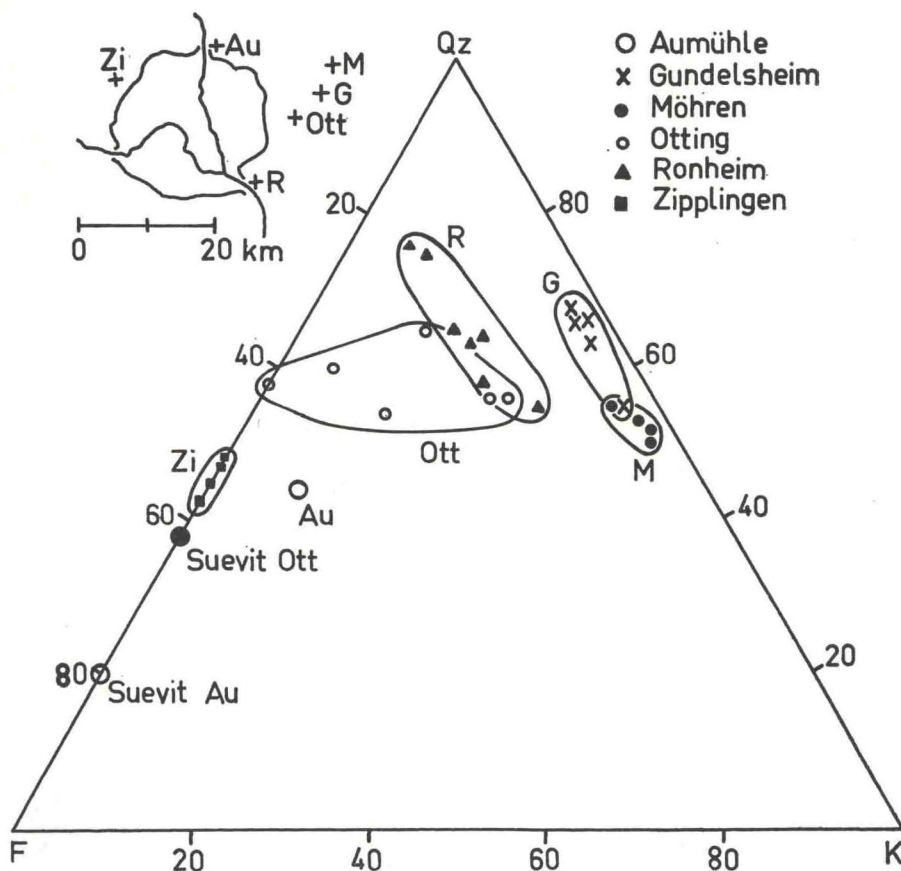 Zi +
+Au
+M
+G
+Ott
+R
0 20 km
Qz
Aumühle
Gundelsheim
Möhren
Otting
Ronheim
Zipplingen
20
80
R
G
40
60
Ott
M
Zi
Au
60
40
Suevit Ott
80
20
Suevit Au
F
20
40
60
80
K